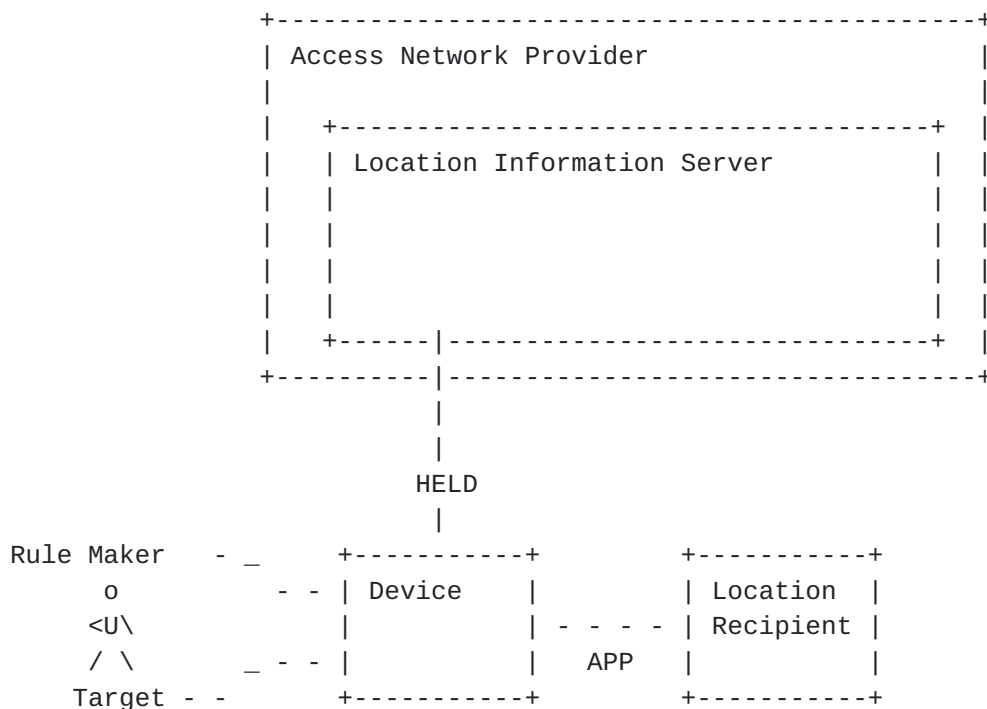 Access Network Provider
Location Information Server
HELD
Rule Maker
Device
Location
Recipient
APP
Target